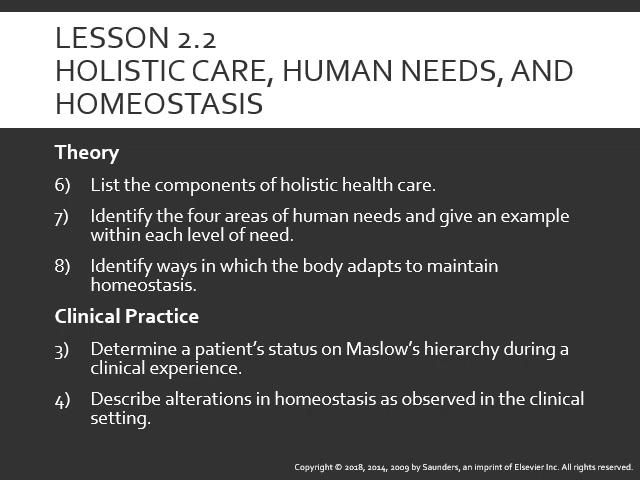 LESSON 2.2
HOLISTIC CARE, HUMAN NEEDS, AND
HOMEOSTASIS
Theory
6) List the components of holistic health care.
7) Identify the four areas of human needs and give an example
within each level of need.
8) Identify ways in which the body adapts to maintain
homeostasis.
Clinical Practice
3) Determine a patient’s status on Maslow’s hierarchy during a
clinical experience.
4) Describe alterations in homeostasis as observed in the clinical
setting.
Copyright © 2018, 2014, 2009 by Saunders, an imprint of Elsevier Inc. All rights reserved.